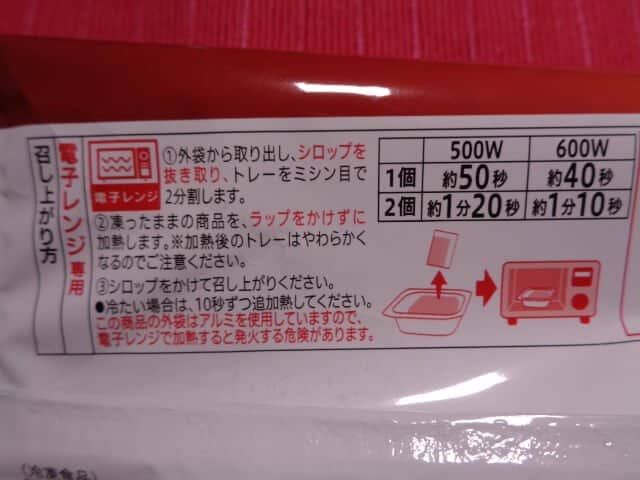 召し上がり方
電子レンジ専用
電子レンジ
①外袋から取り出し、シロップを
抜き取り、トレーをミシン目で
2分割します。
②凍ったままの商品を、ラップをかけずに
加熱します。※加熱後のトレーはやわらかく
なるのでご注意ください。
③シロップをかけて召し上がりください。
●冷たい場合は、10秒ずつ追加熱してください。
この商品の外袋はアルミを使用していますので、
電子レンジで加熱すると発火する危険があります。
500W 600W
1個 約50秒 約40秒
2個 約1分20秒 約1分10秒
(冷凍食品)